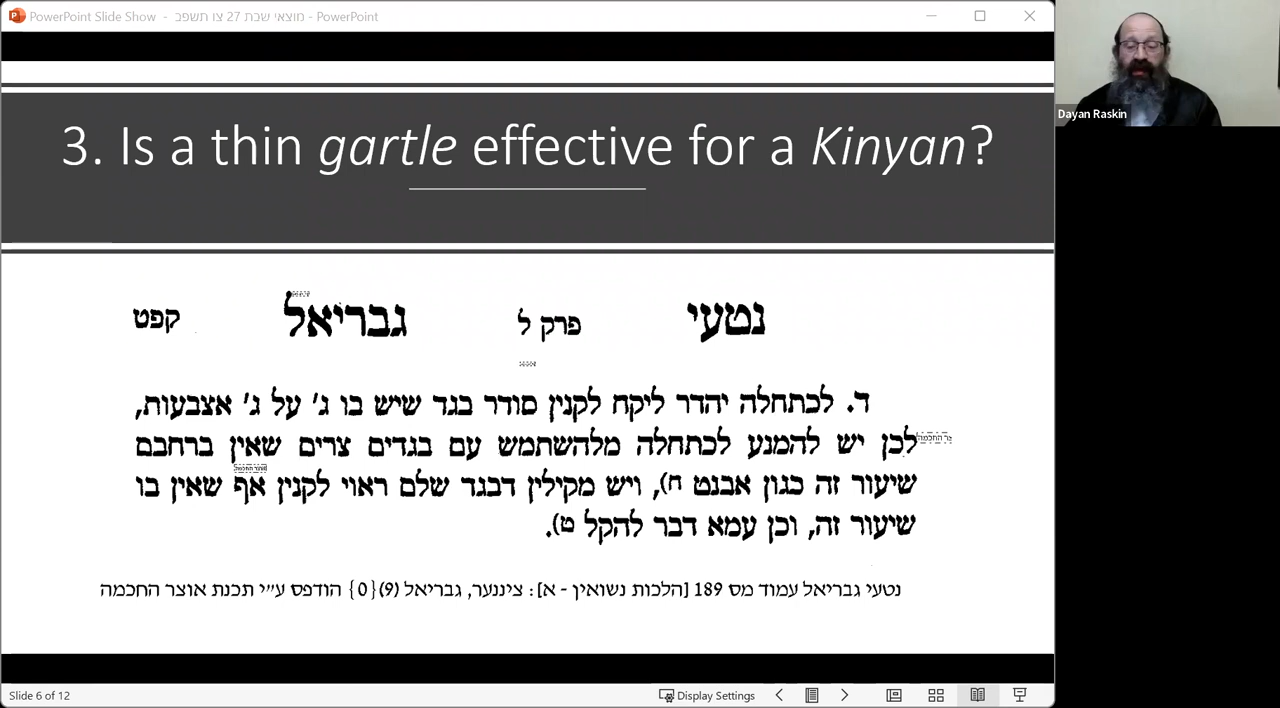 PowerPoint Slide Show - מוצאי שבת 27 צו תשפב - PowerPoint
Dayan Raskin
3. Is a thin gartle effective for a Kinyan?
נטעי פרק ל גבריאל קפט
ד. לכתחלה יהדר ליקח לקנין סודר בגד שיש בו ג׳ על ג׳ אצבעות,
לכן יש להמנע לכתחלה מלהשתמש עם בגדים צרים שאין ברחבם
שיעור זה כגון אבנט ח), ויש מקילין דבגד שלם ראוי לקנין אף שאין בו
שיעור זה, וכן עמא דבר להקל ט).
נטעי גבריאל עמוד מס 189 [הלכות נשואין - א]: ציננער, גבריאל (9){0} הודפס ע״י תכנת אוצר החכמה
Slide 6 of 12
Display Settings